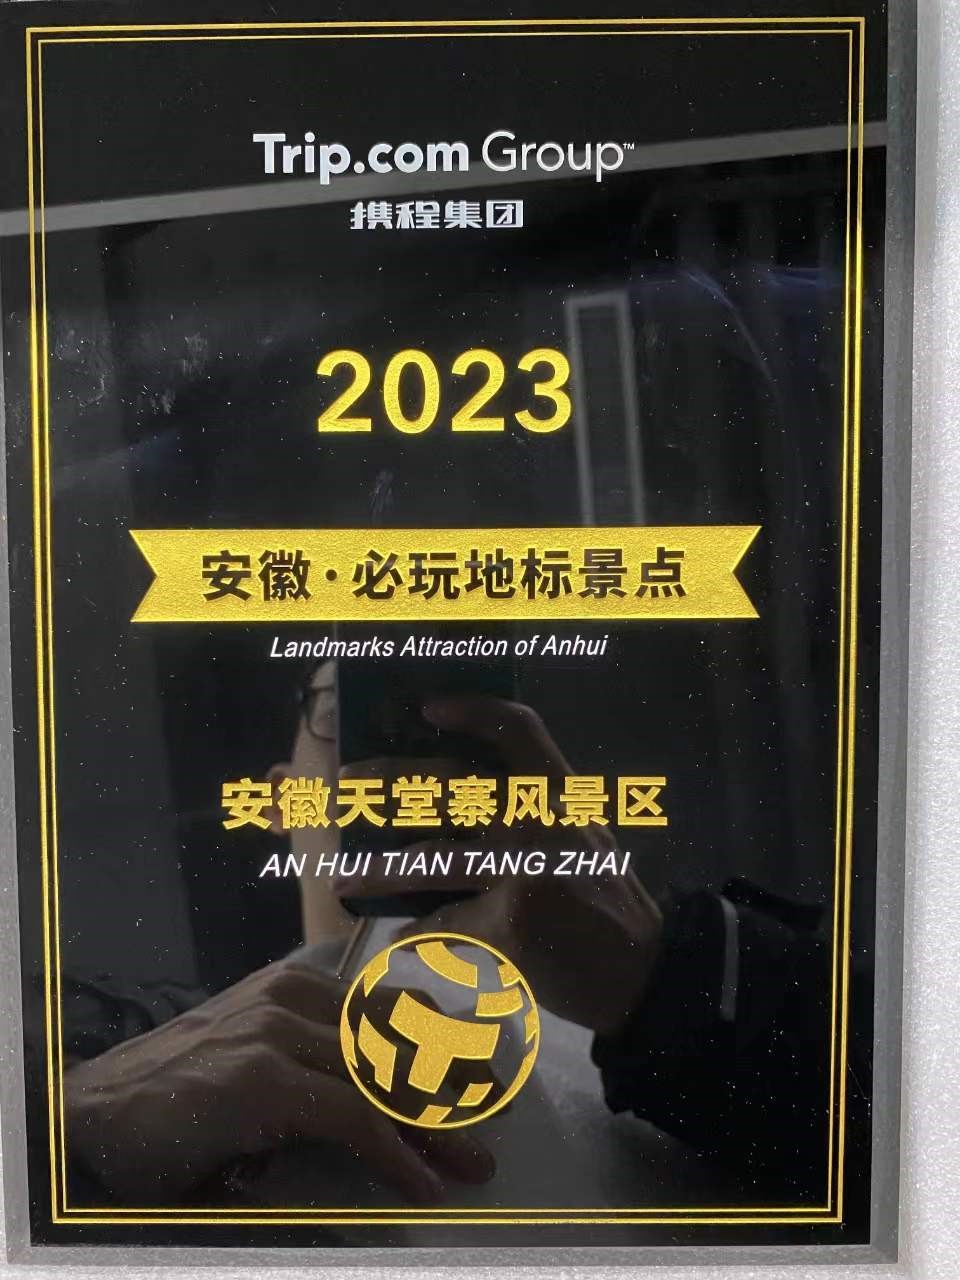 Trip.com Group™
携程集团
2023
安徽·必玩地标景点
Landmarks Attraction of Anhui
安徽天堂寨风景区
AN HUI TIAN TANG ZHAI